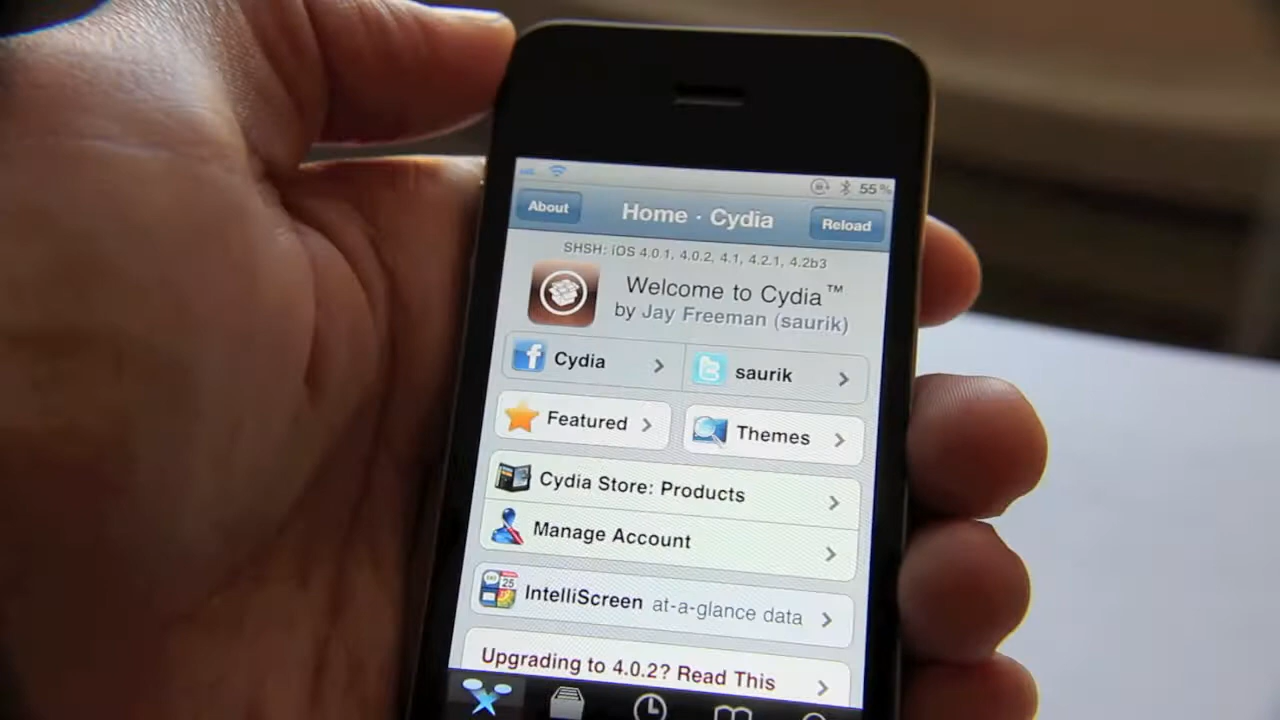 55%
About
Home · Cydia
Reload
SHSH: iOS 4.0.1, 4.0.2, 4.1, 4.2.1, 4.2b3
Welcome to Cydia™
by Jay Freeman (saurik)
Cydia
saurik
Featured
Themes
Cydia Store: Products
Manage Account
25
IntelliScreen at-a-glance data
Upgrading to 4.0.2? Read This